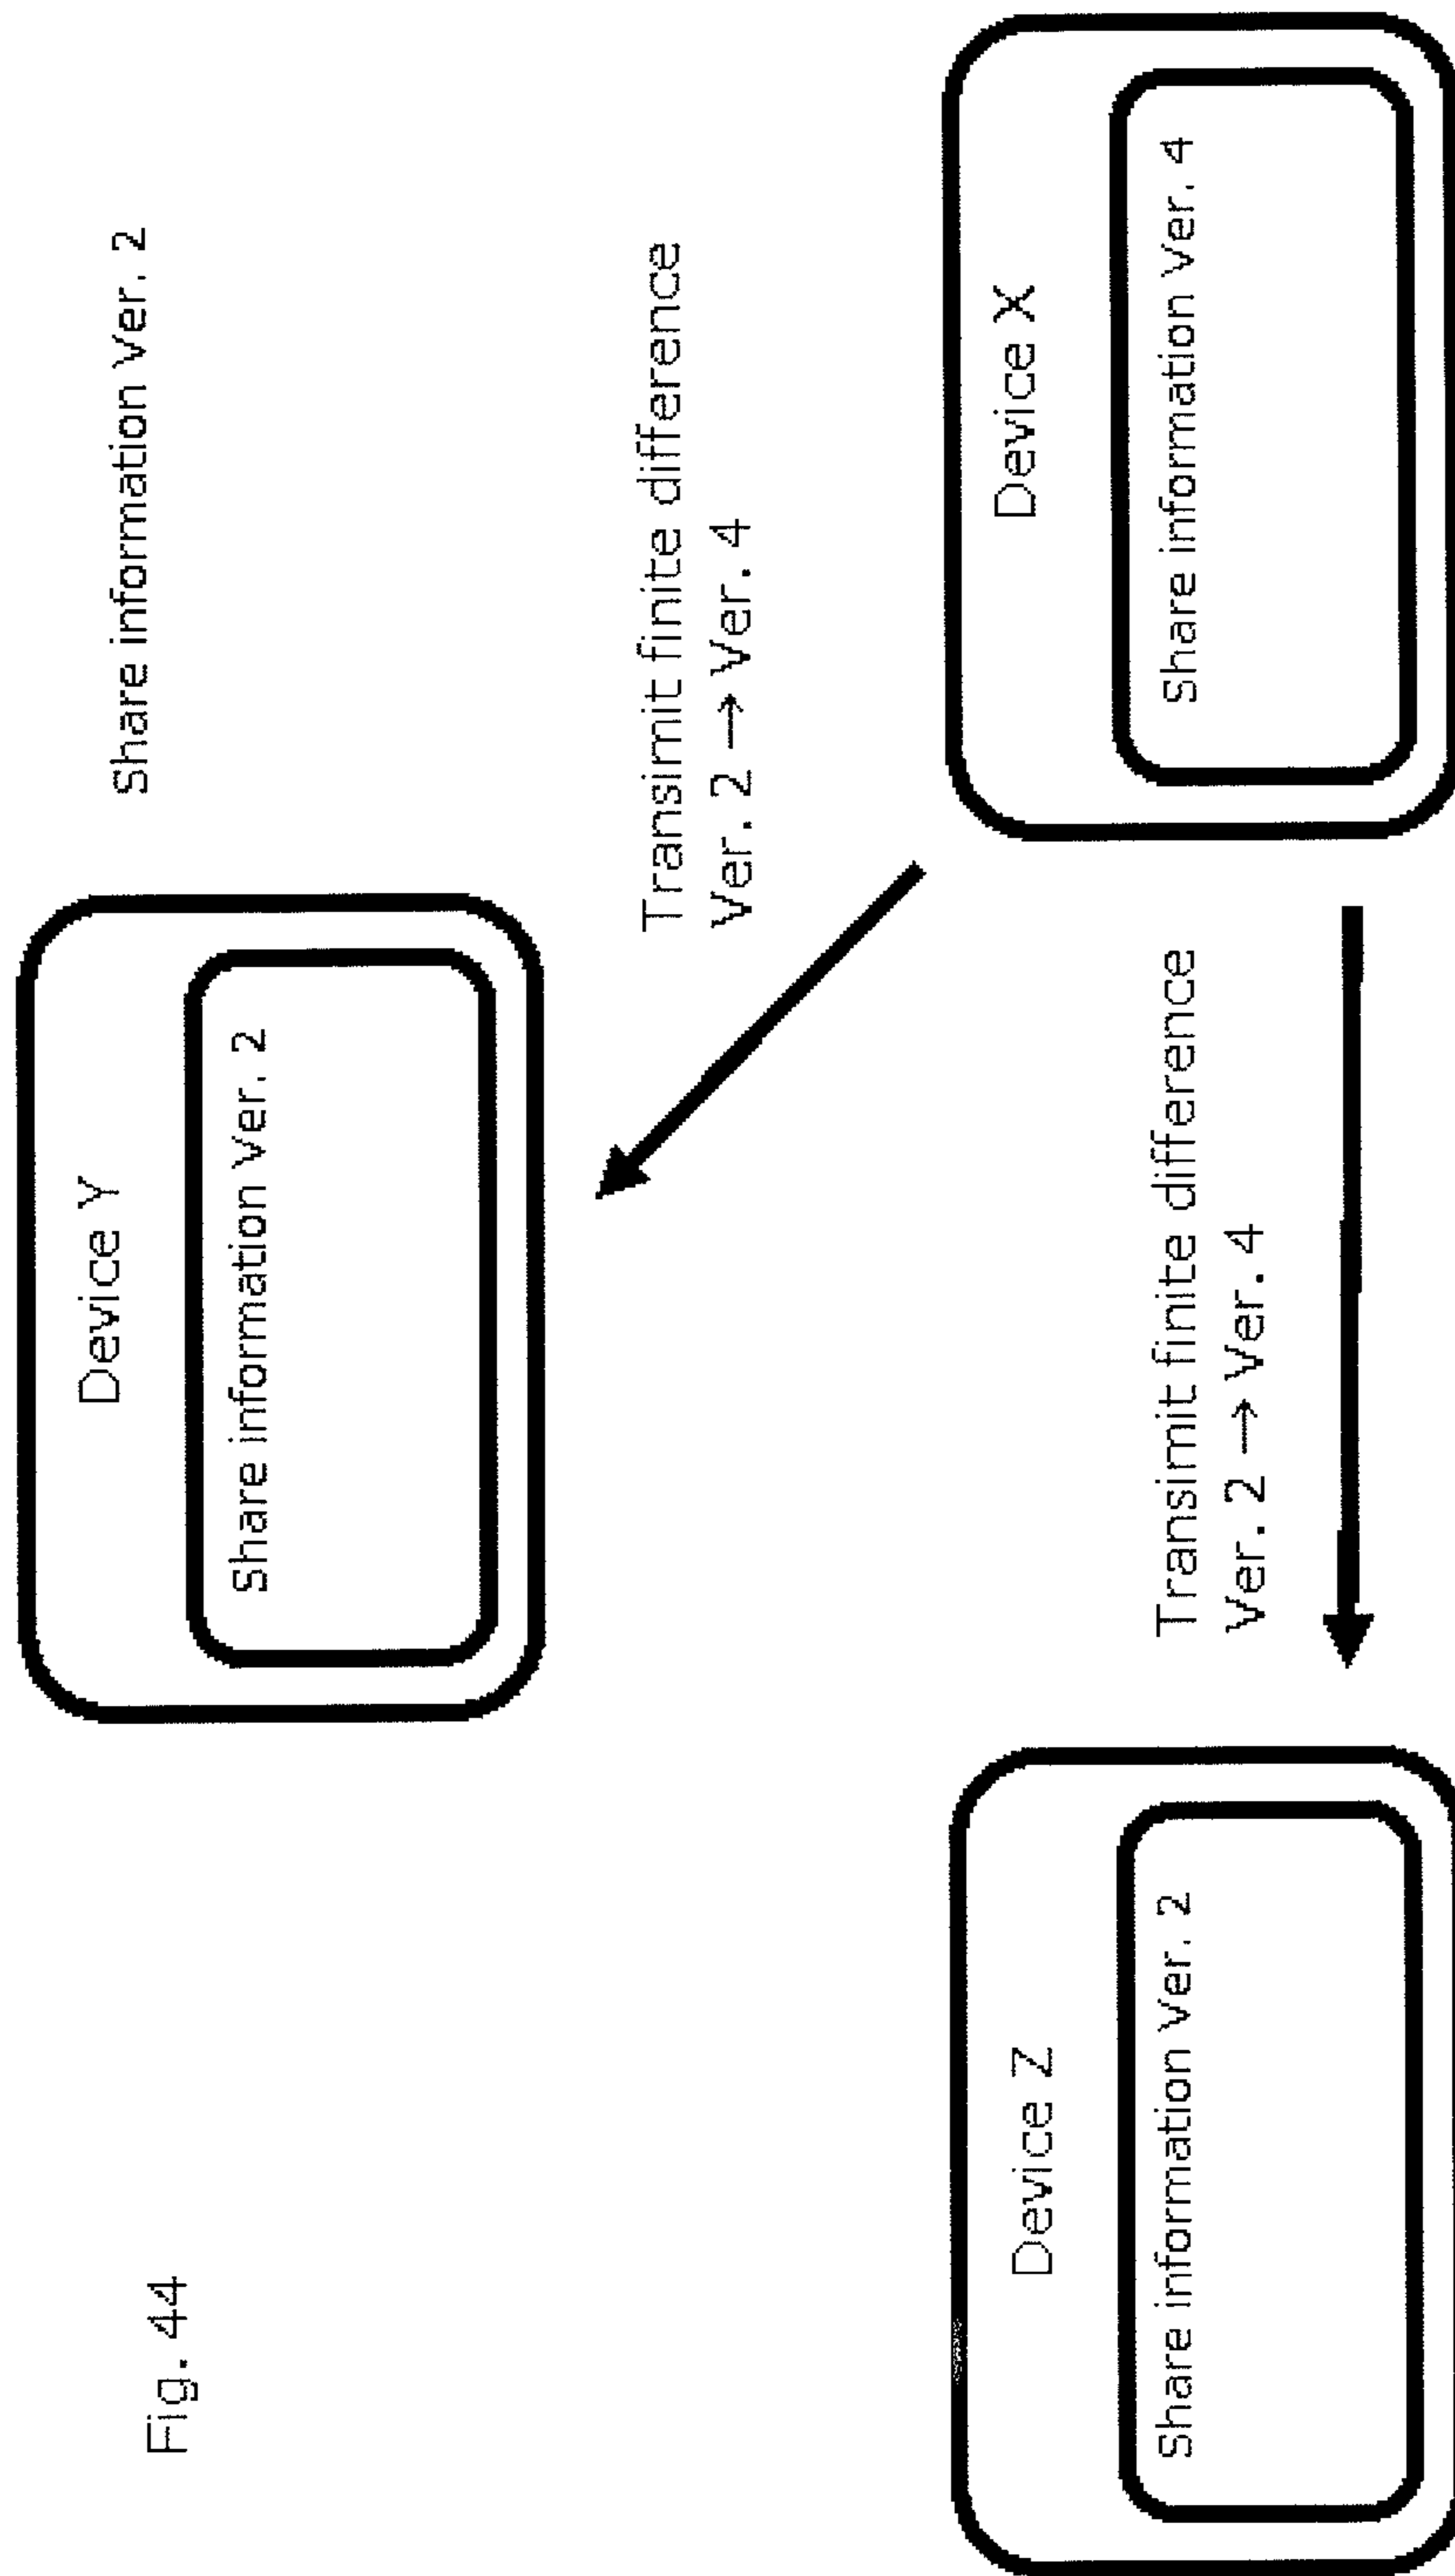 Fig. 44
Share information Ver. 2
Device Y
Share information Ver. 2
Transimit finite difference
Ver. 2 → Ver. 4
Device Z
Share information Ver. 2
Transimit finite difference
Ver. 2 → Ver. 4
Device X
Share information Ver. 4